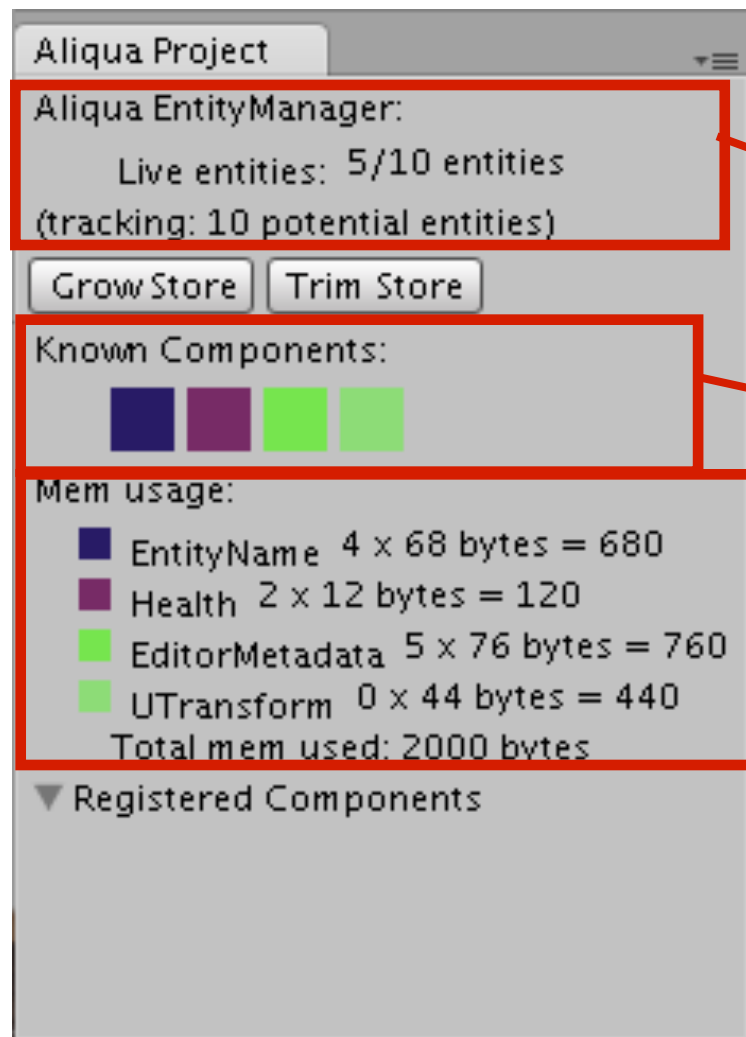 Aliqua Project
Aliqua EntityManager:
Live entities: 5/10 entities
(tracking: 10 potential entities)
Grow Store Trim Store
Known Components:
Mem usage:
EntityName 4 x 68 bytes = 680
Health 2 x 12 bytes = 120
EditorMetadata 5 x 76 bytes = 760
UTransform 0 x 44 bytes = 440
Total mem used: 2000 bytes
Registered Components